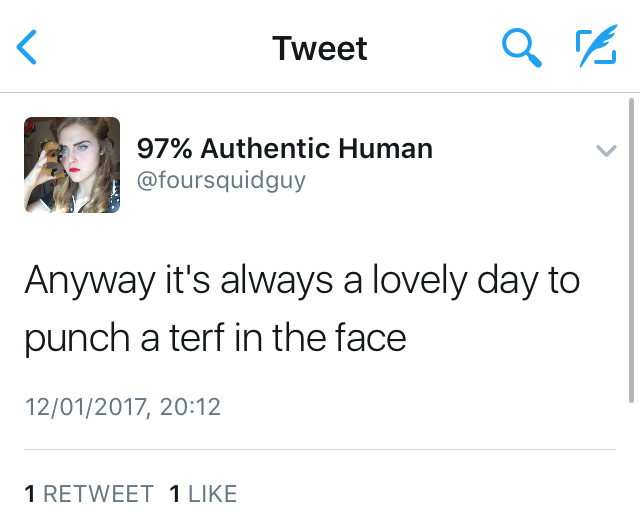 Tweet
97% Authentic Human
@foursquidguy
Anyway it's always a lovely day to
punch a terf in the face
12/01/2017, 20:12
1 RETWEET 1 LIKE